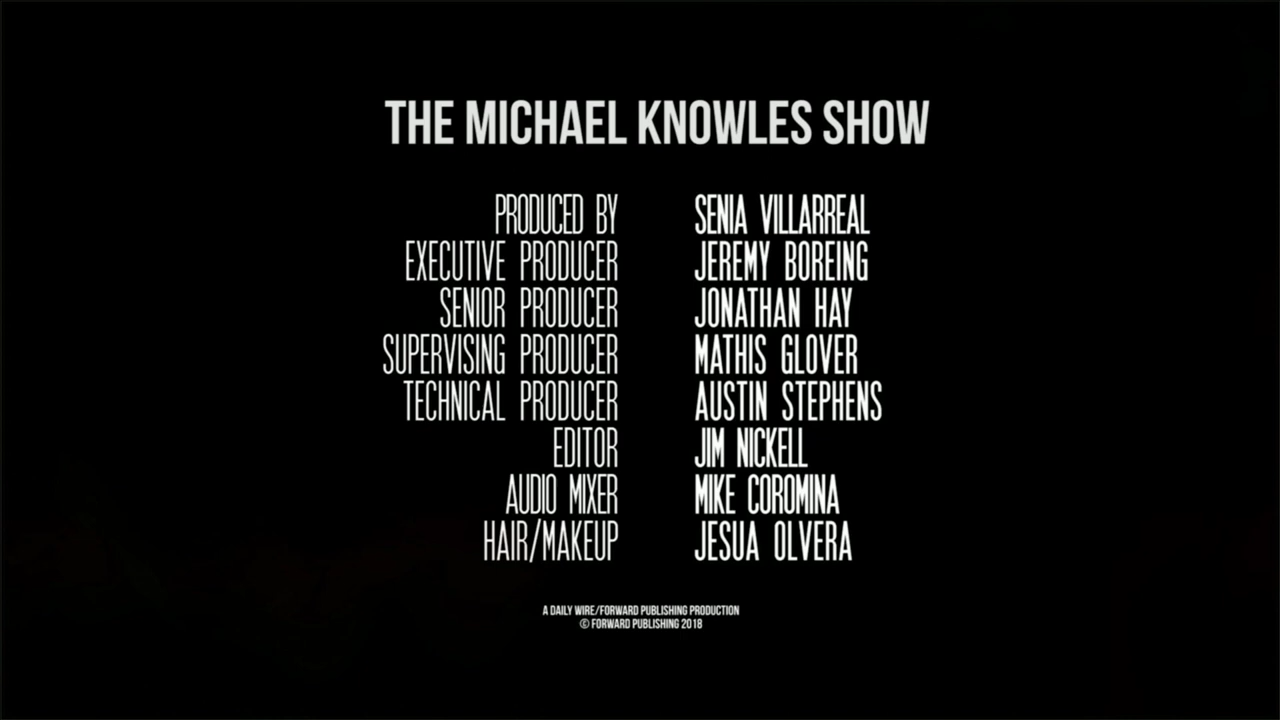 THE MICHAEL KNOWLES SHOW
PRODUCED BY SENIA VILLARREAL
EXECUTIVE PRODUCER JEREMY BOREING
SENIOR PRODUCER JONATHAN HAY
SUPERVISING PRODUCER MATHIS GLOVER
TECHNICAL PRODUCER AUSTIN STEPHENS
EDITOR JIM NICKELL
AUDIO MIXER MIKE COROMINA
HAIR/MAKEUP JESUA OLVERA
A DAILY WIRE/FORWARD PUBLISHING PRODUCTION
© FORWARD PUBLISHING 2018